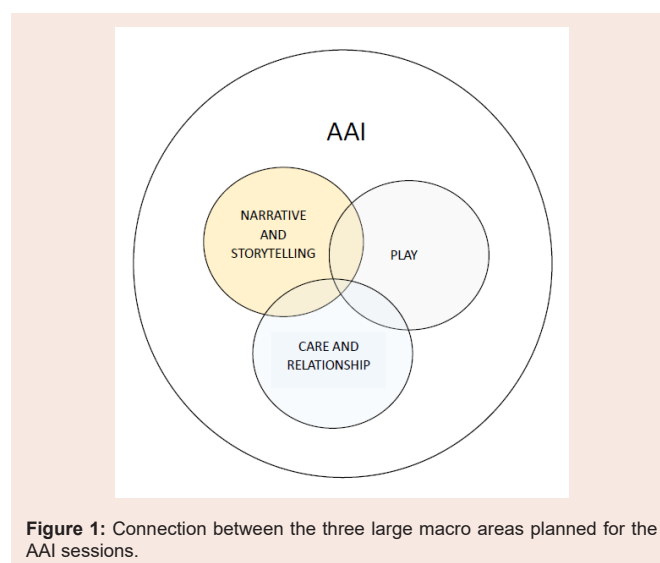 AAI
NARRATIVE
AND
STORYTELLING
PLAY
CARE AND
RELATIONSHIP
Figure 1: Connection between the three large macro areas planned for the
AAI sessions.